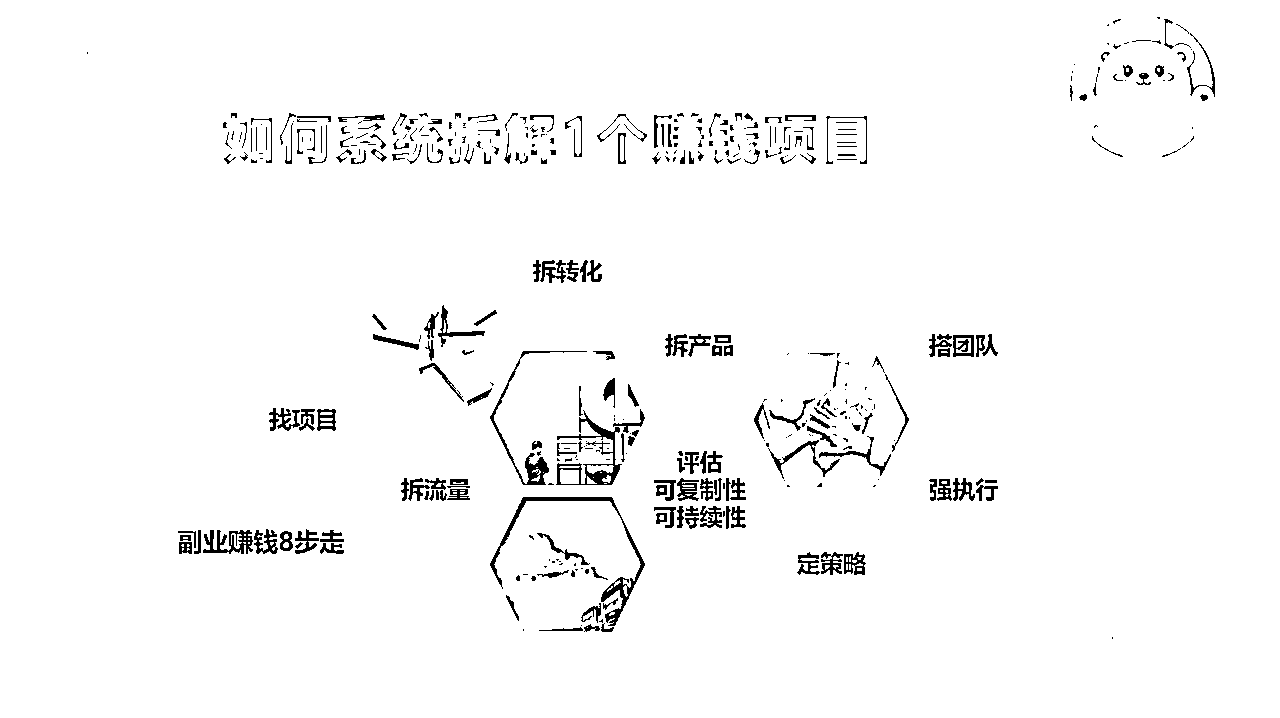 如何系统拆解1个赚钱项目
拆转化
拆产品
搭团队
找项目
拆流量
评估
可复制性
可持续性
强执行
副业赚钱8步走
定策略